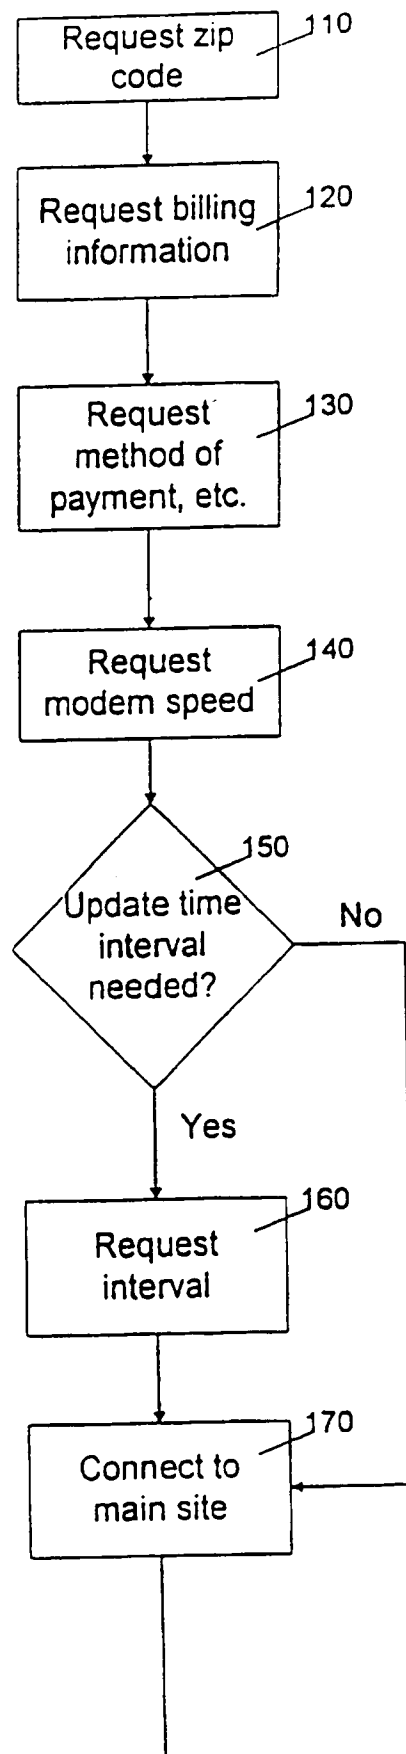 Request zip
code
110
Request billing
information
120
Request
method of
payment, etc.
130
Request
modem speed
140
150
Update time
interval
needed?
No
Yes
160
Request
interval
170
Connect to
main site